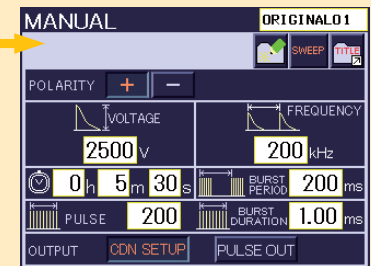 MANUAL ORIGINAL01
SWEEP TITLE
POLARITY + −
VOLTAGE FREQUENCY
2500 V 200 kHz
0 h 5 m 30 s BURST PERIOD 200 ms
PULSE 200 BURST DURATION 1.00 ms
OUTPUT CDN SETUP PULSE OUT